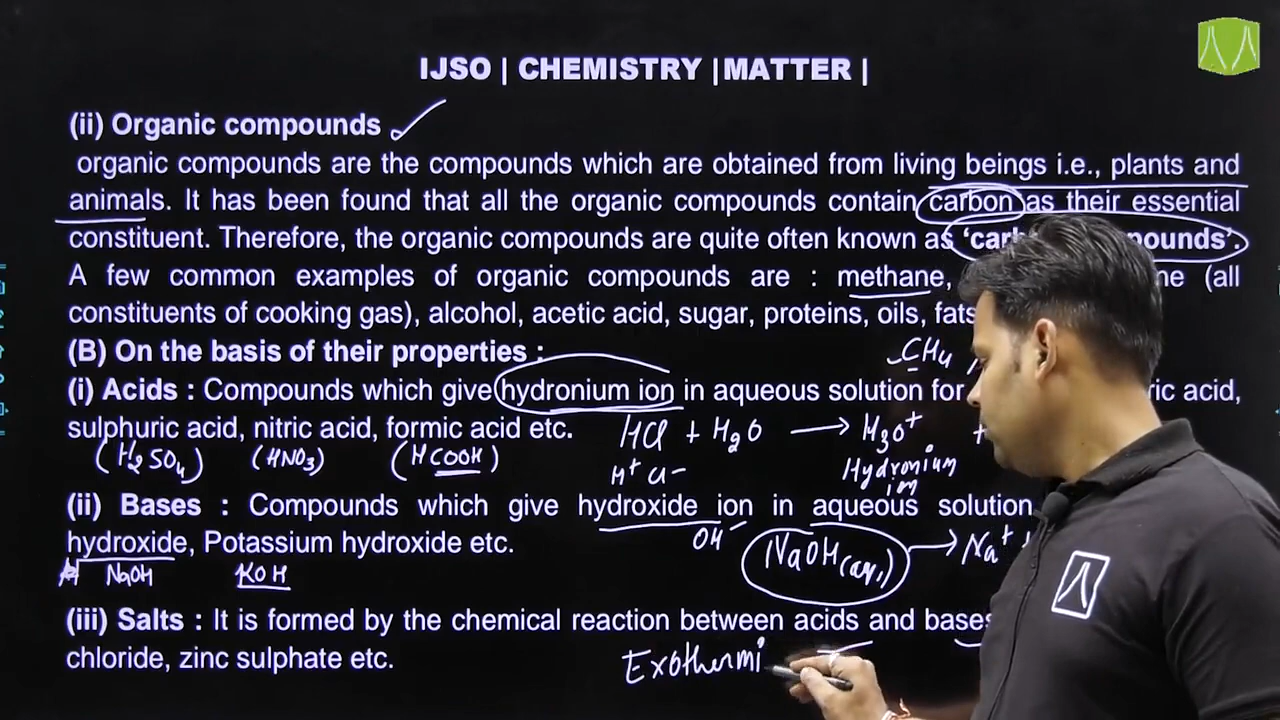 IJSO | CHEMISTRY |MATTER |
(ii) Organic compounds
organic compounds are the compounds which are obtained from living beings i.e., plants and
animals. It has been found that all the organic compounds contain carbon as their essential
constituent. Therefore, the organic compounds are quite often known as
A few common examples of organic compounds are : methane, (all
constituents of cooking gas), alcohol, acetic acid, sugar, proteins, oils, fats
(B) On the basis of their properties :
CH4
(i) Acids : Compounds which give hydronium ion in aqueous solution for acid,
sulphuric acid, nitric acid, formic acid etc.
HCl + H2O → H3O+ +
(H2SO4) (HNO3) (HCOOH)
H+ Cl- Hydronium
ion
(ii) Bases : Compounds which give hydroxide ion in aqueous solution
hydroxide, Potassium hydroxide etc.
OH- NaOH(aq.) → Na+
NaOH KOH
(iii) Salts : It is formed by the chemical reaction between acids and bases
chloride, zinc sulphate etc.
Exothermi